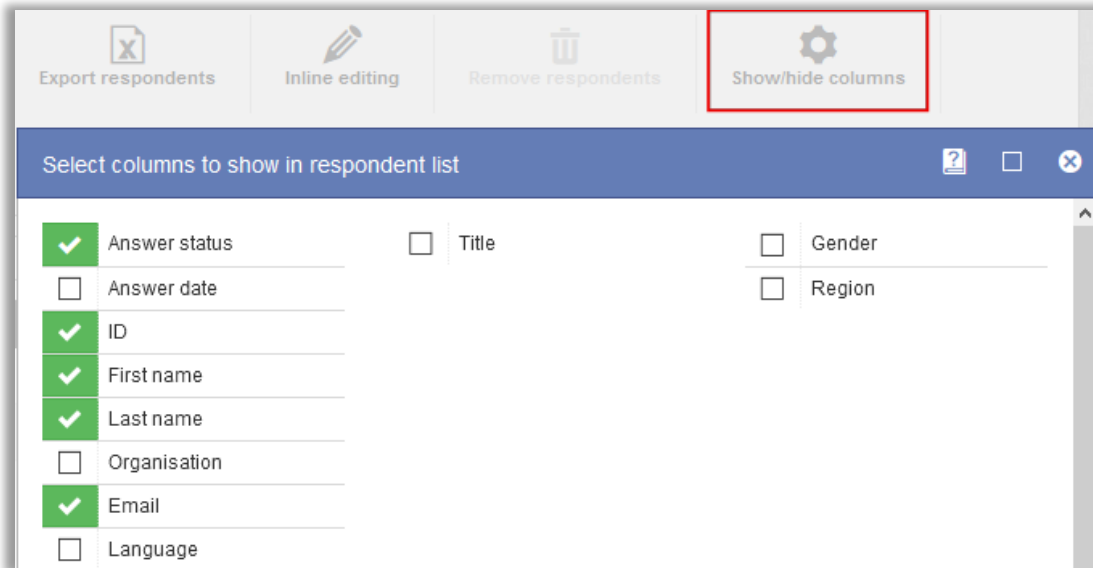 Export respondents
Inline editing
Remove respondents
Show/hide columns
Select columns to show in respondent list
Answer status
Answer date
ID
First name
Last name
Organisation
Email
Language
Title
Gender
Region